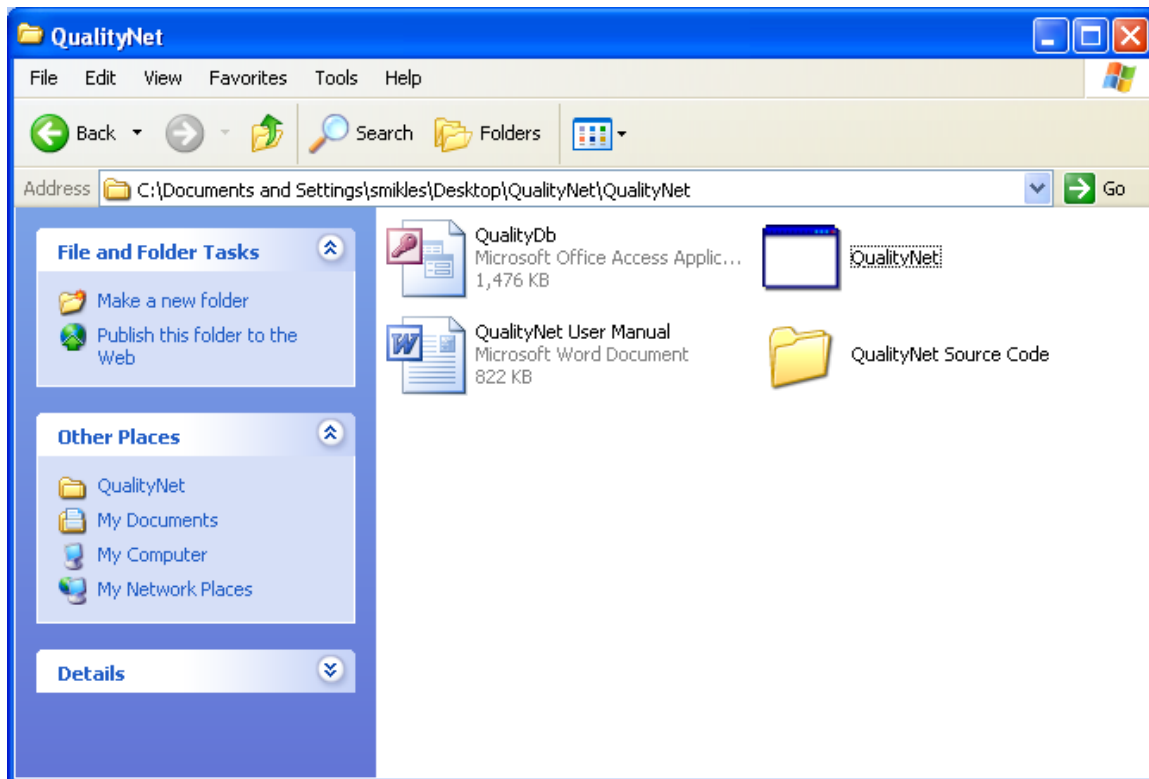 QualityNet
File Edit View Favorites Tools Help
Back Search Folders
Address C:\Documents and Settings\smikles\Desktop\QualityNet\QualityNet Go
File and Folder Tasks
Make a new folder
Publish this folder to the
Web
Other Places
QualityNet
My Documents
My Computer
My Network Places
Details
QualityDb
Microsoft Office Access Applic...
1,476 KB
QualityNet
QualityNet User Manual
Microsoft Word Document
822 KB
QualityNet Source Code